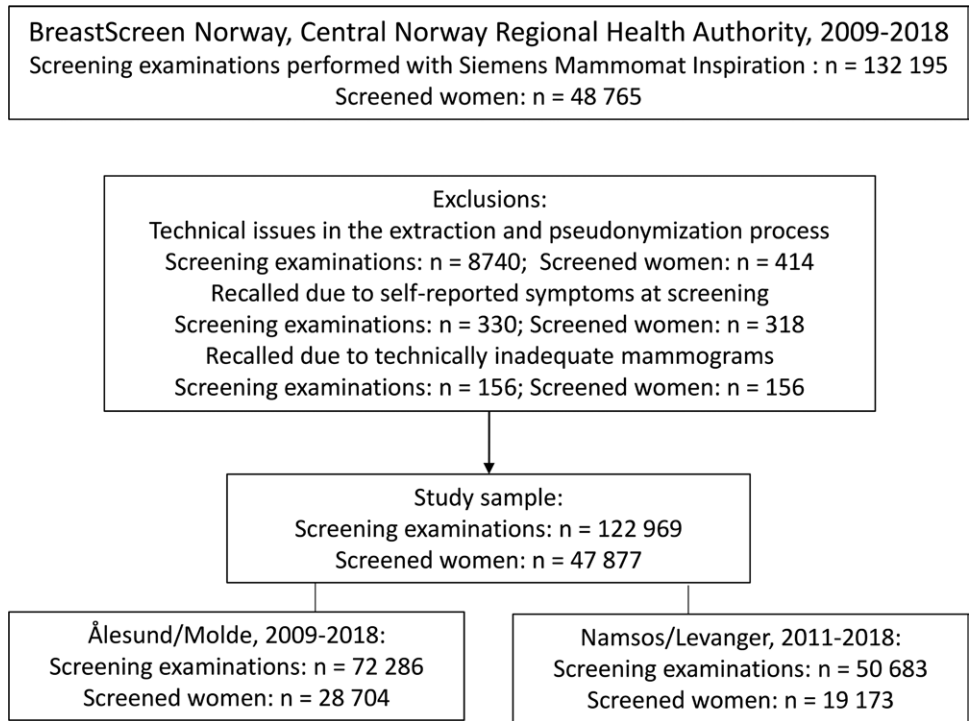 BreastScreen Norway, Central Norway Regional Health Authority, 2009-2018
Screening examinations performed with Siemens Mammomat Inspiration : n = 132 195
Screened women: n = 48 765
Exclusions:
Technical issues in the extraction and pseudonymization process
Screening examinations: n = 8740; Screened women: n = 414
Recalled due to self-reported symptoms at screening
Screening examinations: n = 330; Screened women: n = 318
Recalled due to technically inadequate mammograms
Screening examinations: n = 156; Screened women: n = 156
Study sample:
Screening examinations: n = 122 969
Screened women: n = 47 877
Ålesund/Molde, 2009-2018:
Screening examinations: n = 72 286
Screened women: n = 28 704
Namsos/Levanger, 2011-2018:
Screening examinations: n = 50 683
Screened women: n = 19 173